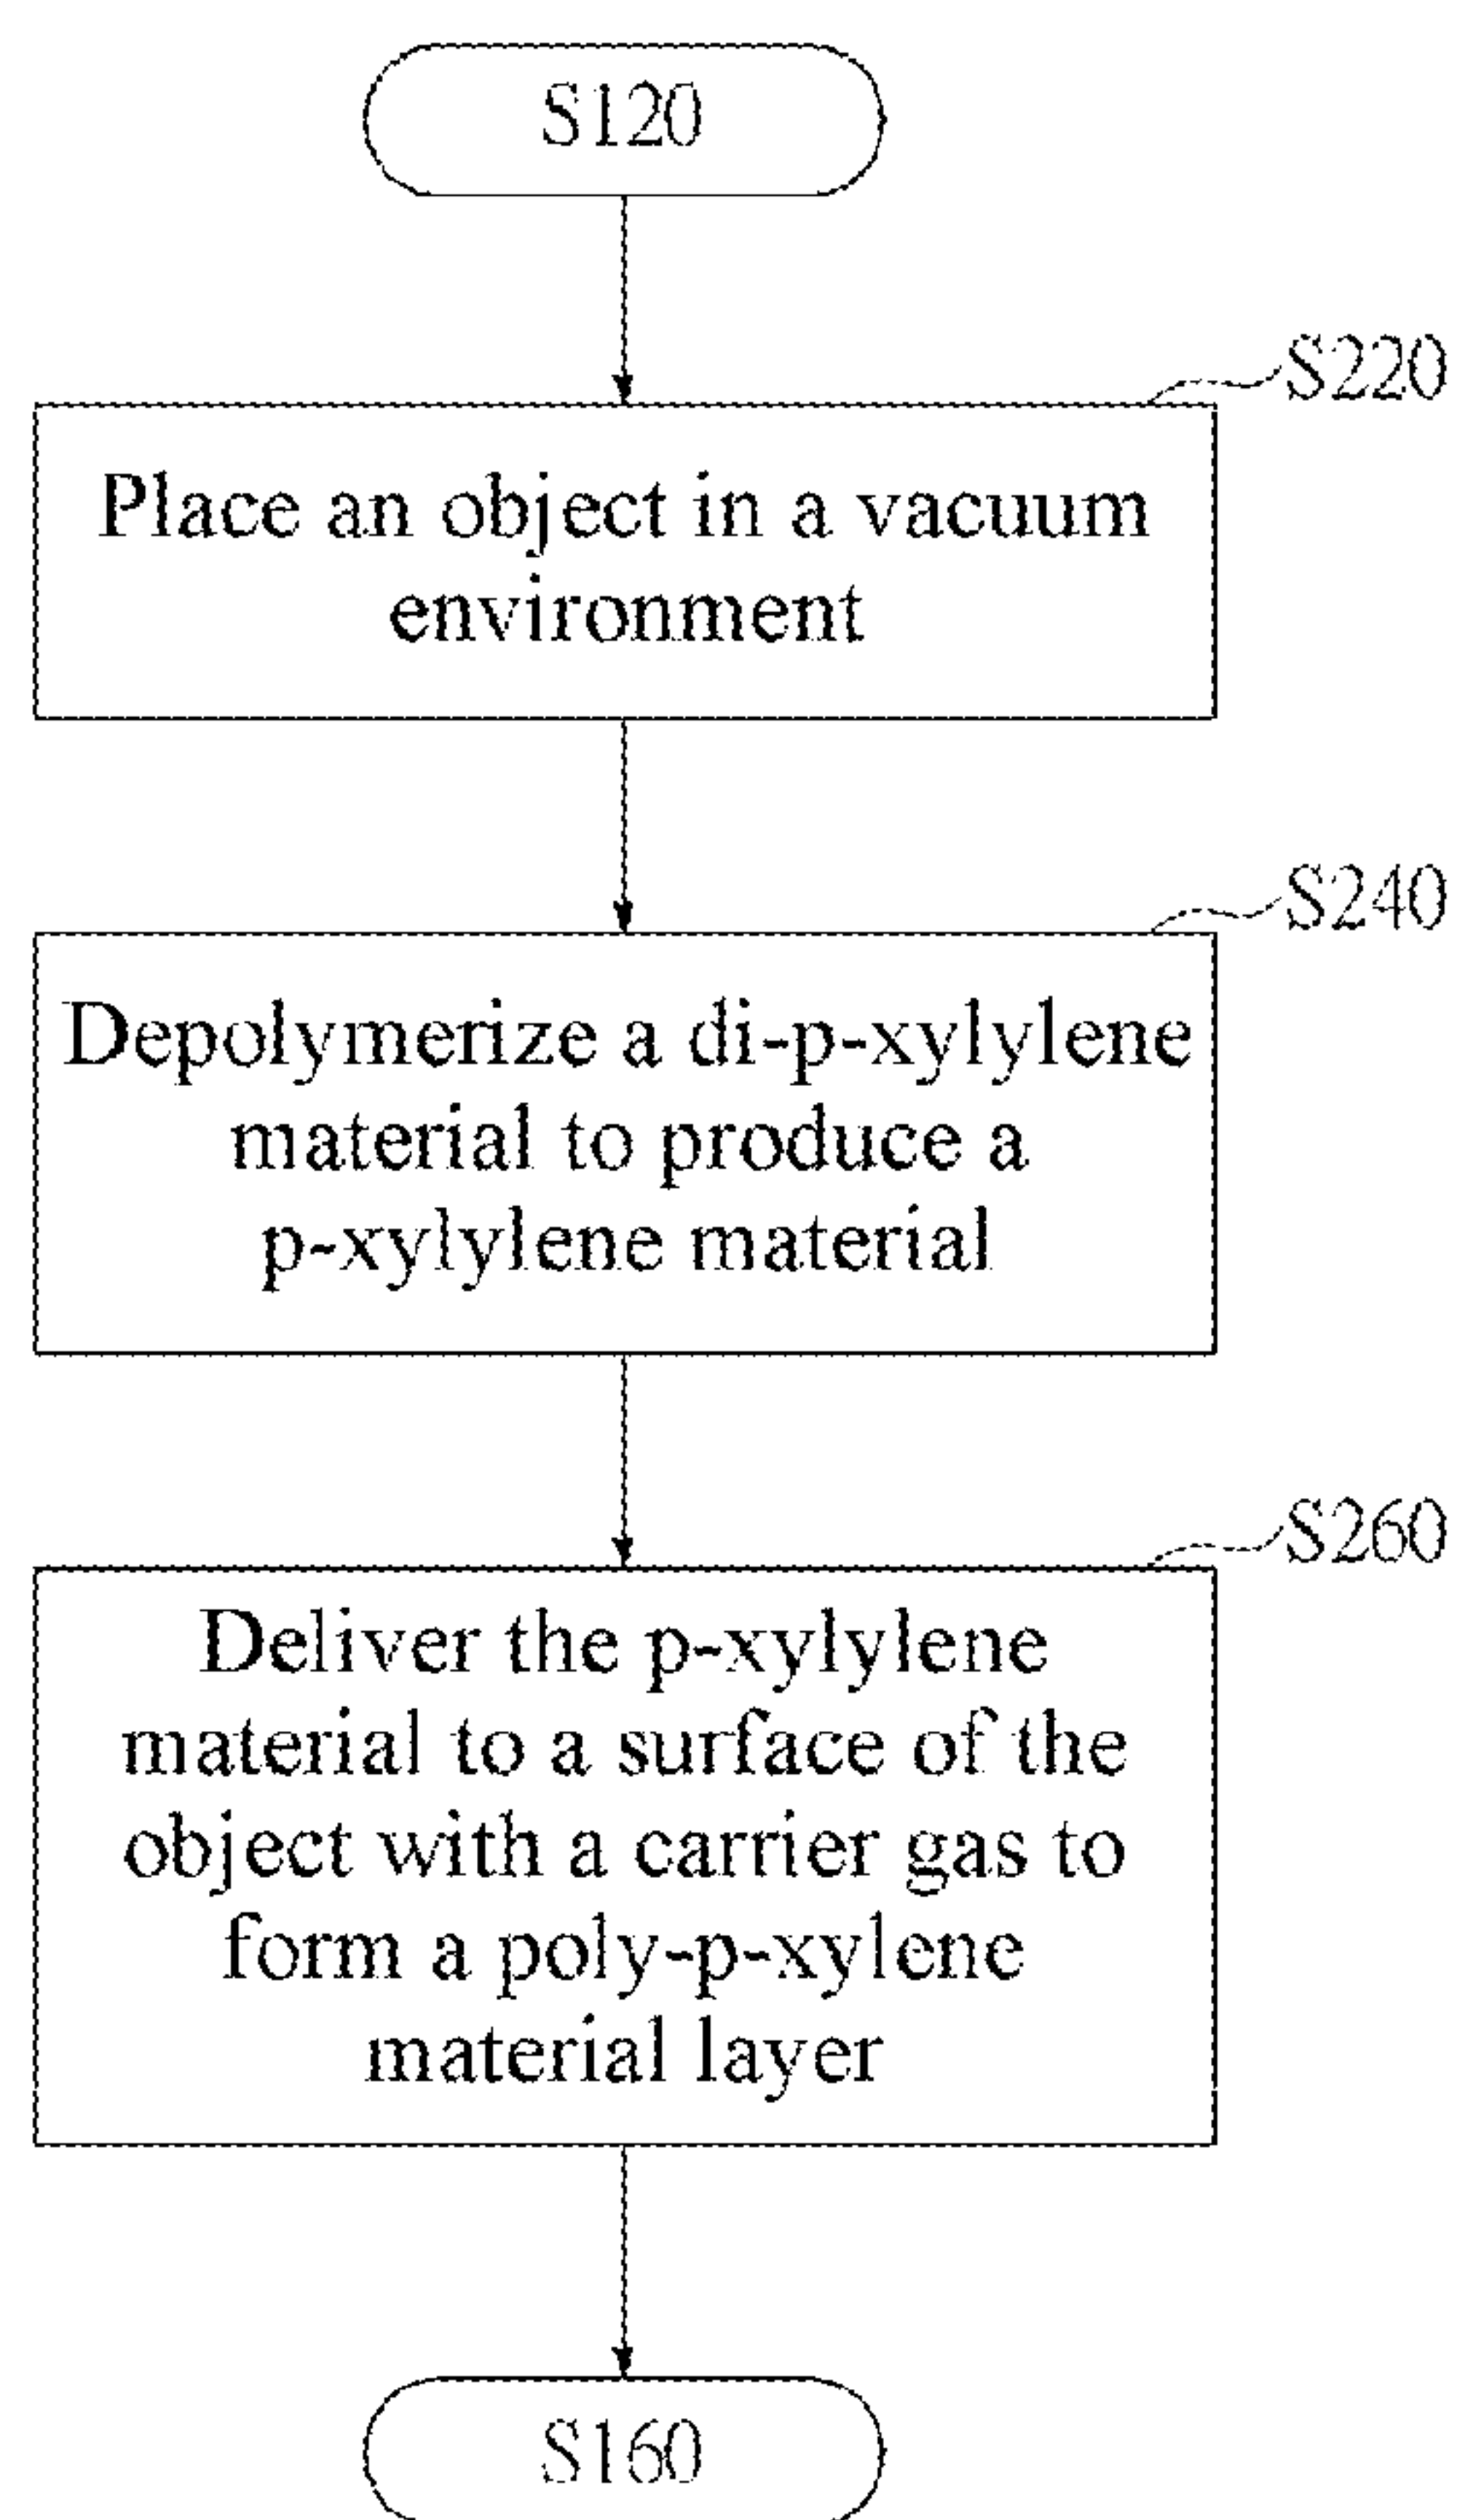 S120
S220
Place an object in a vacuum
environment
S240
Depolymerize a di-p-xylylene
material to produce a
p-xylylene material
S260
Deliver the p-xylylene
material to a surface of the
object with a carrier gas to
form a poly-p-xylene
material layer
S160